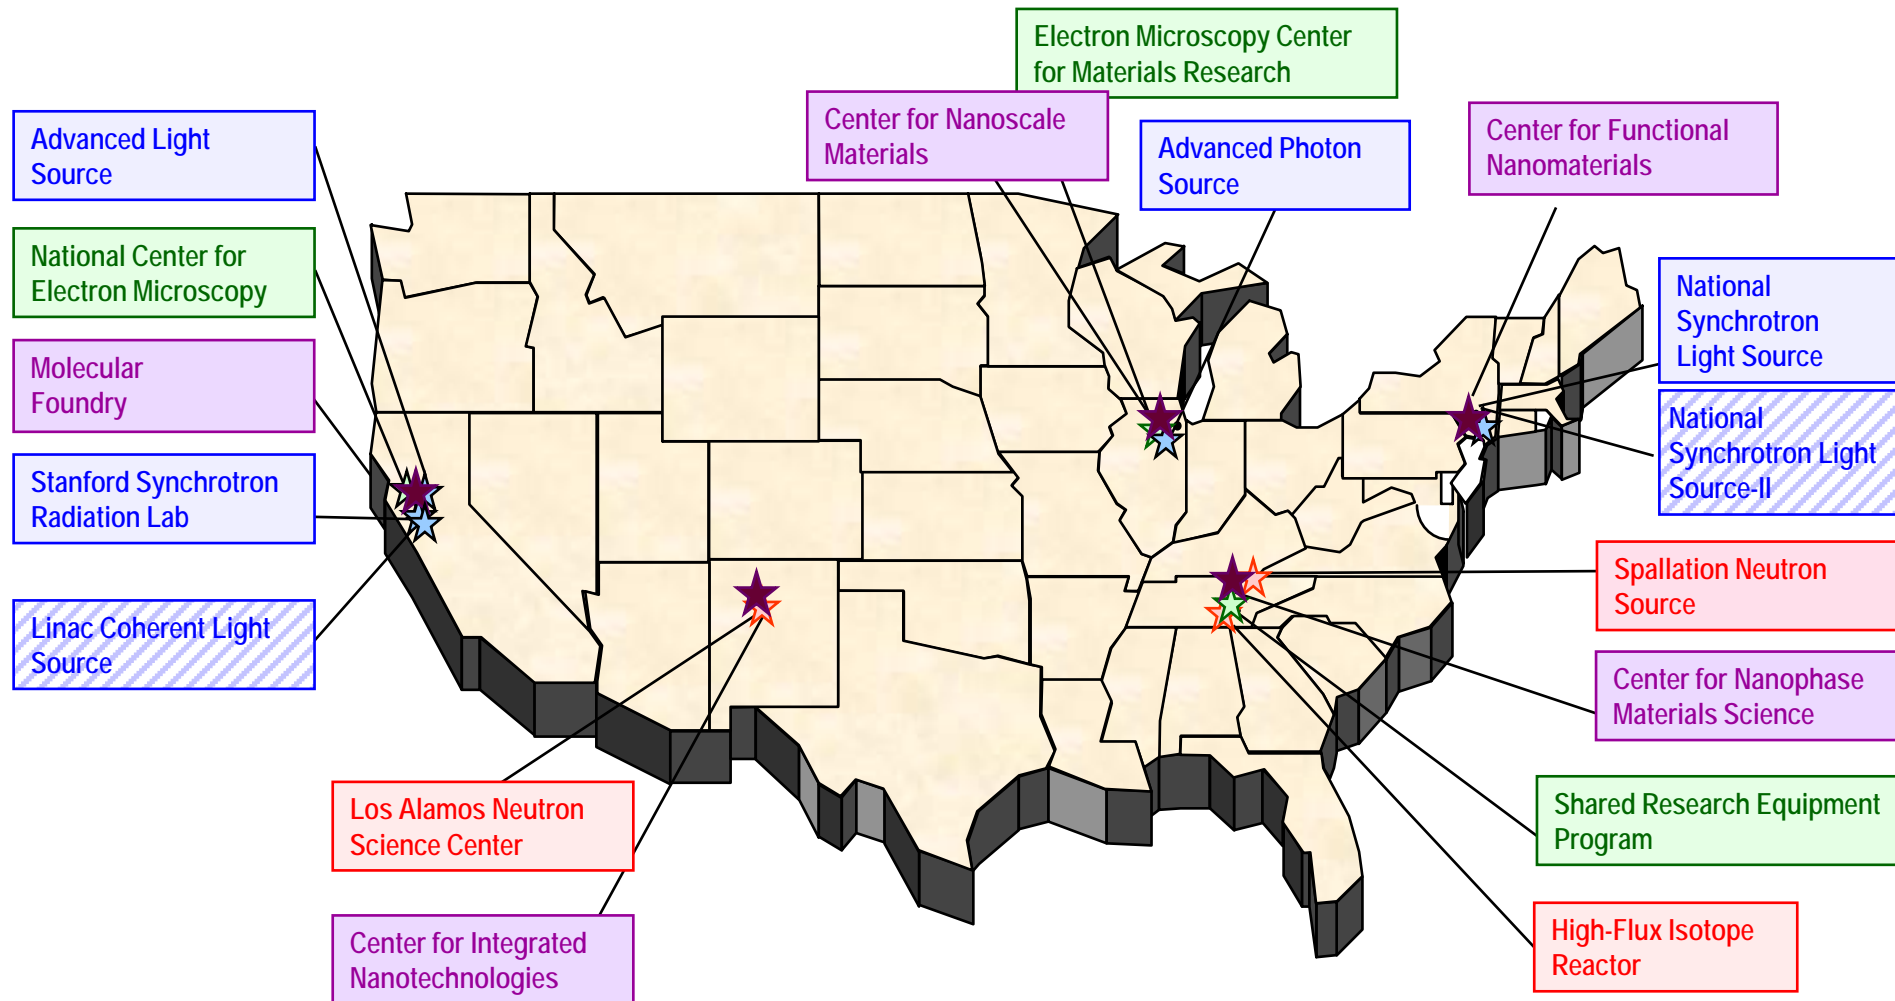 Electron Microscopy Center
for Materials Research
Center for Nanoscale
Materials
Advanced Photon
Source
Center for Functional
Nanomaterials
Advanced Light
Source
National Center for
Electron Microscopy
Molecular
Foundry
Stanford Synchrotron
Radiation Lab
Linac Coherent Light
Source
National
Synchrotron
Light Source
National
Synchrotron Light
Source-II
Spallation Neutron
Source
Center for Nanophase
Materials Science
Shared Research Equipment
Program
High-Flux Isotope
Reactor
Los Alamos Neutron
Science Center
Center for Integrated
Nanotechnologies